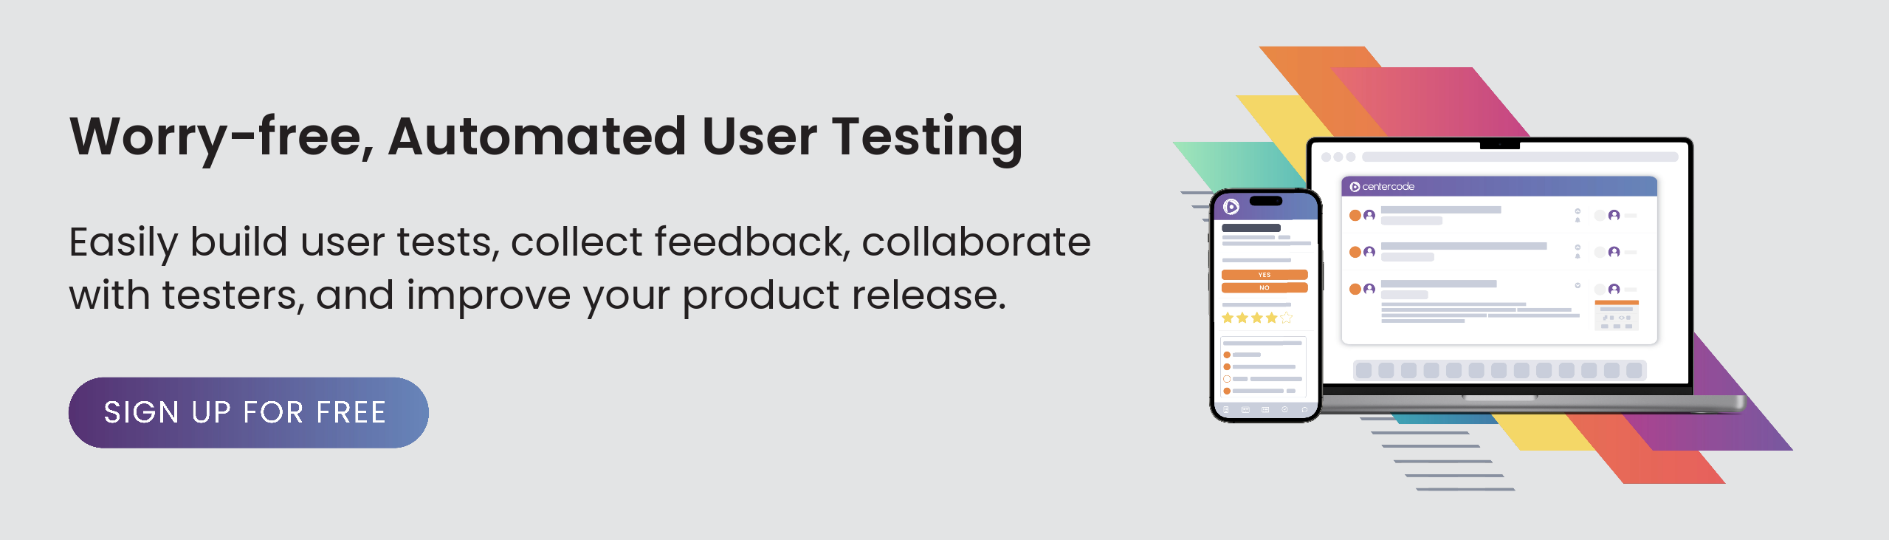 Worry-free, Automated User Testing
Easily build user tests, collect feedback, collaborate
with testers, and improve your product release.
SIGN UP FOR FREE
centercode
YES
NO